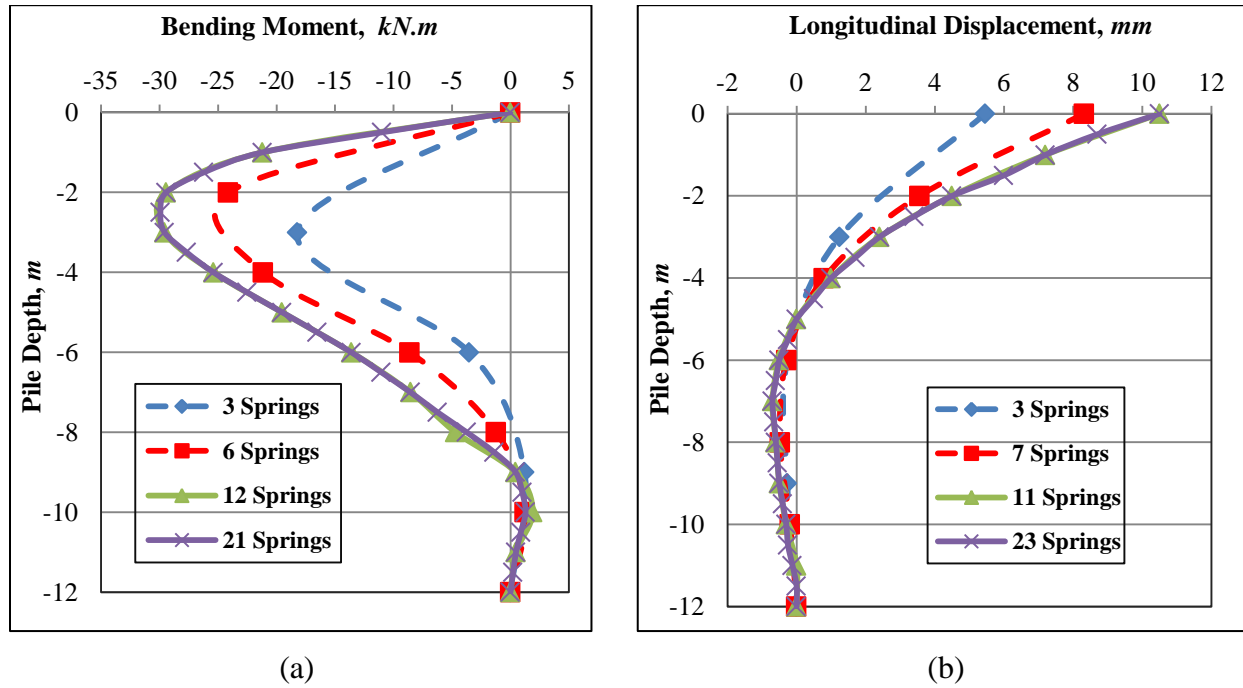 Bending Moment, kN.m
-35 -30 -25 -20 -15 -10 -5 0 5
0
-2
-4
-6
-8
-10
-12
Pile Depth, m
3 Springs
6 Springs
12 Springs
21 Springs
(a)
Longitudinal Displacement, mm
-2 0 2 4 6 8 10 12
0
-2
-4
-6
-8
-10
-12
Pile Depth, m
3 Springs
7 Springs
11 Springs
23 Springs
(b)